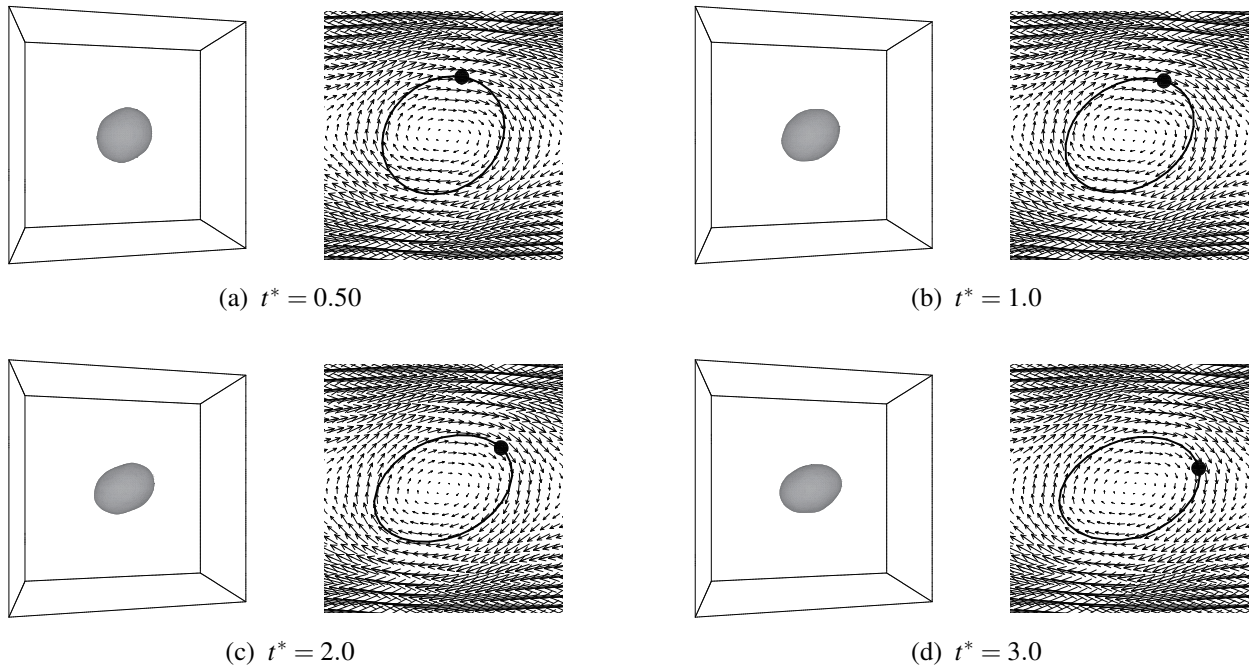 (a) t* = 0.50
(b) t* = 1.0
(c) t* = 2.0
(d) t* = 3.0